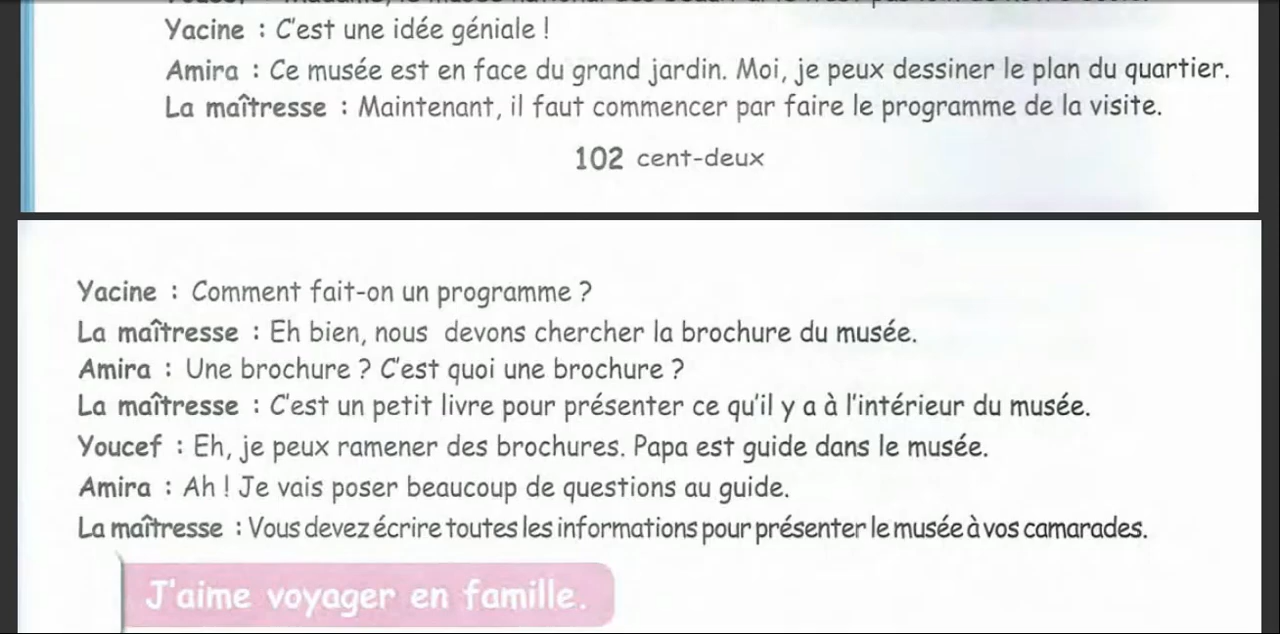 Yacine : C'est une idée géniale !
Amira : Ce musée est en face du grand jardin. Moi, je peux dessiner le plan du quartier.
La maîtresse : Maintenant, il faut commencer par faire le programme de la visite.
102 cent-deux
Yacine : Comment fait-on un programme ?
La maîtresse : Eh bien, nous devons chercher la brochure du musée.
Amira : Une brochure ? C'est quoi une brochure ?
La maîtresse : C'est un petit livre pour présenter ce qu'il y a à l'intérieur du musée.
Youcef : Eh, je peux ramener des brochures. Papa est guide dans le musée.
Amira : Ah ! Je vais poser beaucoup de questions au guide.
La maîtresse : Vous devez écrire toutes les informations pour présenter le musée à vos camarades.
J'aime voyager en famille.